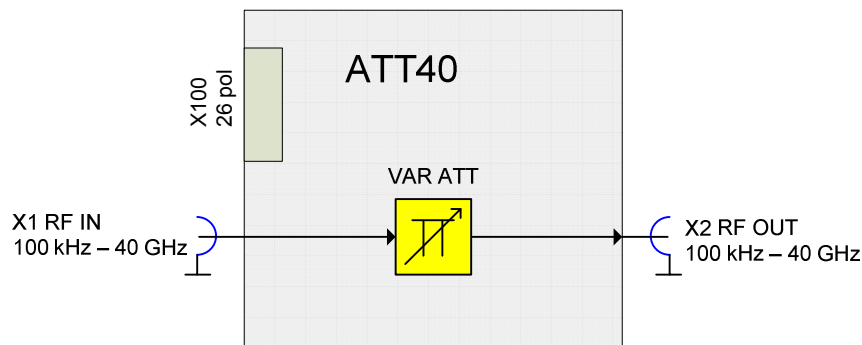 ATT40
X100
26 pol
VAR ATT
X1 RF IN
100 kHz – 40 GHz
X2 RF OUT
100 kHz – 40 GHz